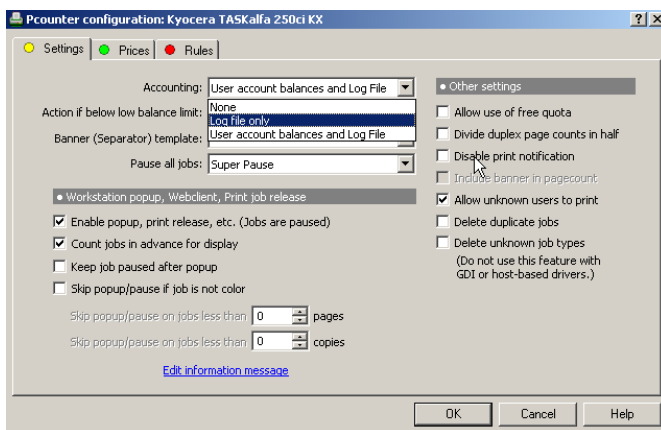 Pcounter configuration: Kyocera TASKalfa 250ci KX
Settings Prices Rules
Accounting: User account balances and Log File
None
Log file only
User account balances and Log File
Action if below low balance limit:
Banner (Separator) template:
Pause all jobs: Super Pause
Workstation popup, Webclient, Print job release
Enable popup, print release, etc. (Jobs are paused)
Count jobs in advance for display
Keep job paused after popup
Skip popup/pause if job is not color
Skip popup/pause on jobs less than 0 pages
Skip popup/pause on jobs less than 0 copies
Edit information message
Other settings
Allow use of free quota
Divide duplex page counts in half
Disable print notification
Include banner in pagecount
Allow unknown users to print
Delete duplicate jobs
Delete unknown job types
(Do not use this feature with
GDI or host-based drivers.)
OK Cancel Help